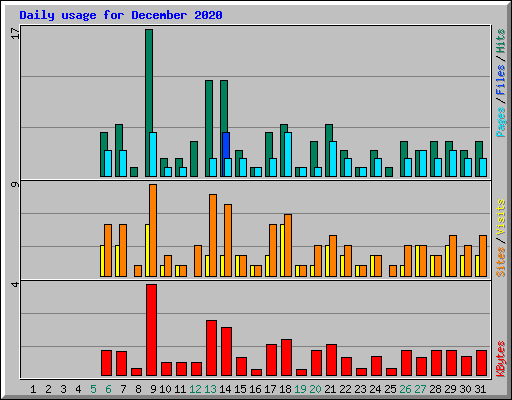 Daily usage for December 2020
17
9
4
Pages / Files / Hits
Sites / Visits
KBytes
1 2 3 4 5 6 7 8 9 10 11 12 13 14 15 16 17 18 19 20 21 22 23 24 25 26 27 28 29 30 31